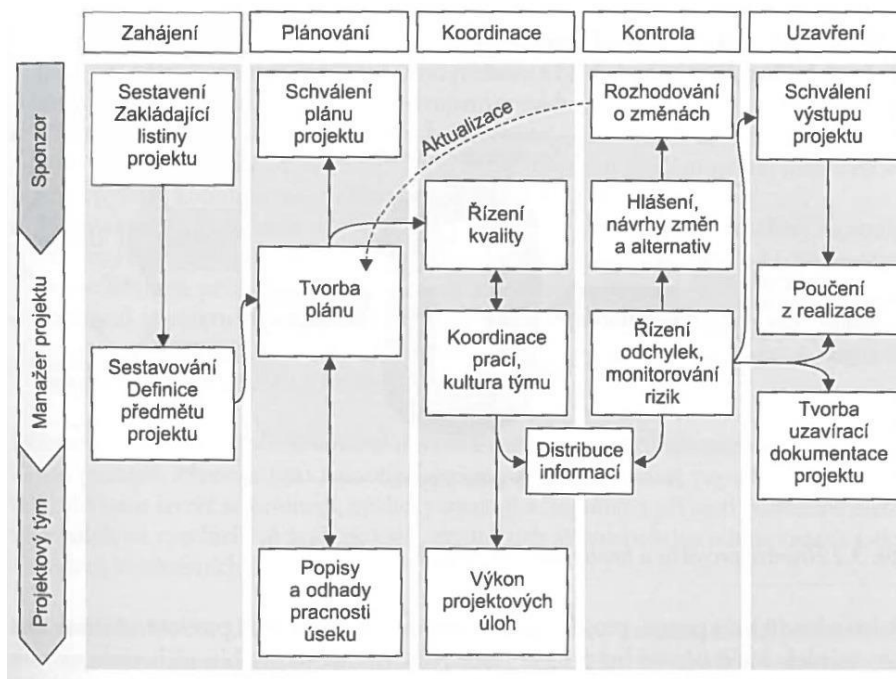 Zahájení
Plánování
Koordinace
Kontrola
Uzavření
Sponzor
Manažer projektu
Projektový tým
Sestavení
Zakládající
listiny
projektu
Sestavování
Definice
předmětu
projektu
Schválení
plánu
projektu
Tvorba
plánu
Popisy
a odhady
pracnosti
úseku
Aktualizace
Řízení
kvality
Koordinace
prací,
kultura týmu
Distribuce
informací
Výkon
projektových
úloh
Rozhodování
o změnách
Hlášení,
návrhy změn
a alternativ
Řízení
odchylek,
monitorování
rizik
Schválení
výstupu
projektu
Poučení
z realizace
Tvorba
uzavírací
dokumentace
projektu